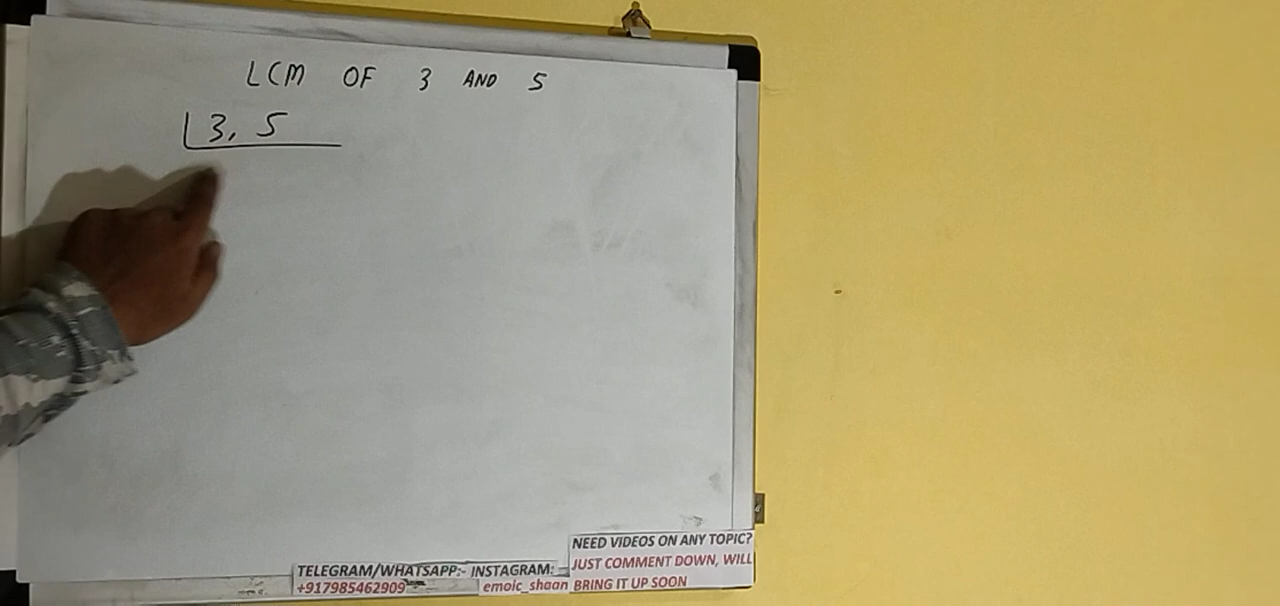 LCM OF 3 AND 5
3, 5
NEED VIDEOS ON ANY TOPIC?
JUST COMMENT DOWN, WILL
BRING IT UP SOON
TELEGRAM/WHATSAPP:- INSTAGRAM:
+917985462909 emoic_shaan